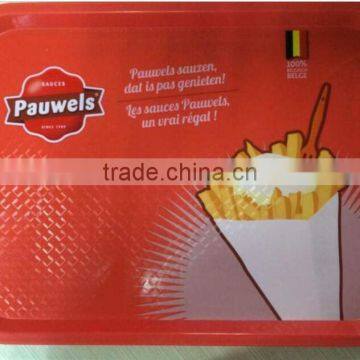 SAUCES
Pauwels
SINCE
Pauwels sauzen,
dat is pas genieten!
Les sauces Pauwels,
un vrai régal !
100%
BELGISCH
BELGE
trade.china.cn